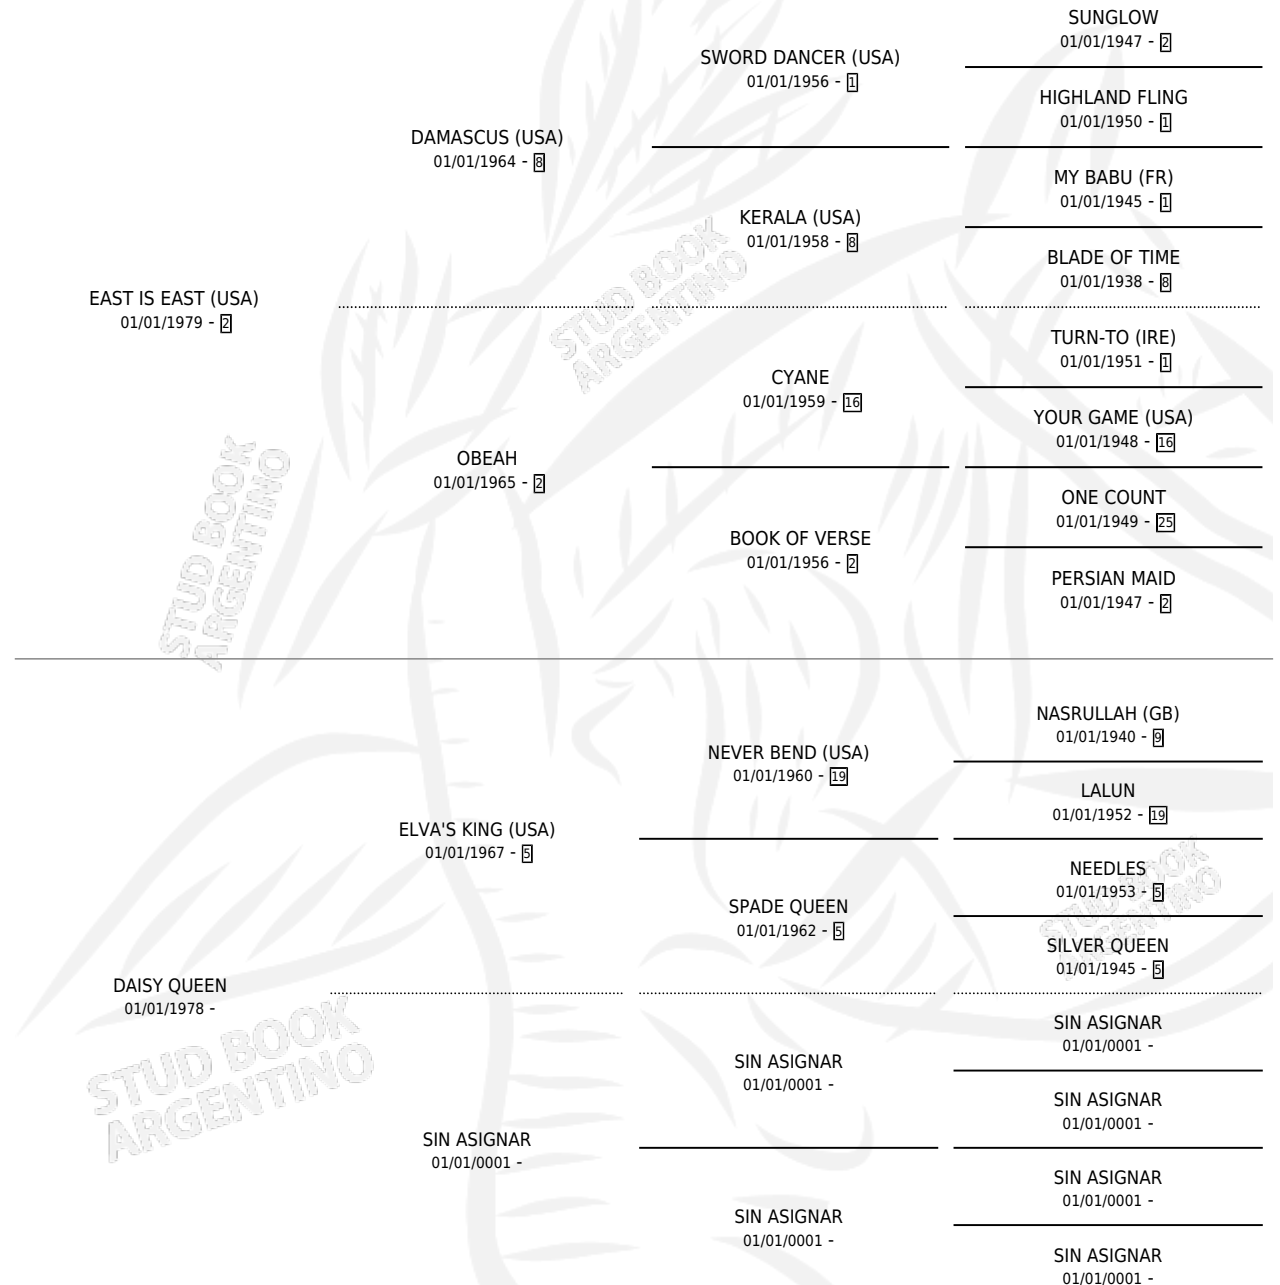 SUNGLOW
01/01/1947 - 2
SWORD DANCER (USA)
01/01/1956 - 1
HIGHLAND FLING
01/01/1950 - 1
DAMASCUS (USA)
01/01/1964 - 8
MY BABU (FR)
01/01/1945 - 1
KERALA (USA)
01/01/1958 - 8
BLADE OF TIME
01/01/1938 - 8
EAST IS EAST (USA)
01/01/1979 - 2
TURN-TO (IRE)
01/01/1951 - 1
CYANE
01/01/1959 - 16
YOUR GAME (USA)
01/01/1948 - 16
OBEAH
01/01/1965 - 2
ONE COUNT
01/01/1949 - 25
BOOK OF VERSE
01/01/1956 - 2
PERSIAN MAID
01/01/1947 - 2
STUD BOOK
ARGENTINO
STUD BOOK
ARGENTINO
NASRULLAH (GB)
01/01/1940 - 9
NEVER BEND (USA)
01/01/1960 - 19
LALUN
01/01/1952 - 19
ELVA'S KING (USA)
01/01/1967 - 5
NEEDLES
01/01/1953 - 5
SPADE QUEEN
01/01/1962 - 5
SILVER QUEEN
01/01/1945 - 5
DAISY QUEEN
01/01/1978 -
SIN ASIGNAR
01/01/0001 -
SIN ASIGNAR
01/01/0001 -
SIN ASIGNAR
01/01/0001 -
SIN ASIGNAR
01/01/0001 -
SIN ASIGNAR
01/01/0001 -
SIN ASIGNAR
01/01/0001 -
SIN ASIGNAR
01/01/0001 -
STUD BOOK
ARGENTINO
STUD BOOK
ARGENTINO